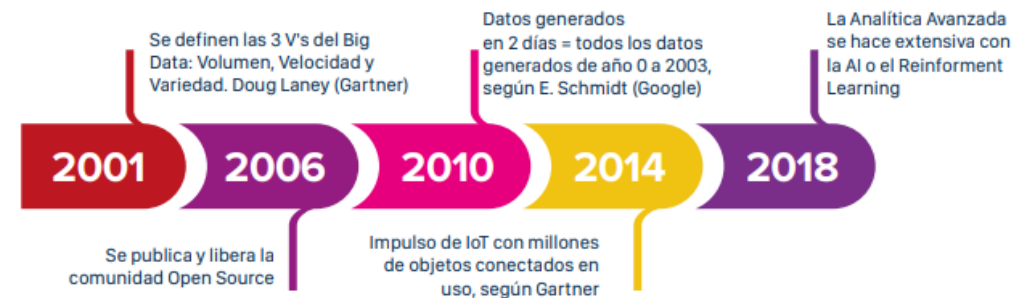 Se definen las 3 V's del Big
Data: Volumen, Velocidad y
Variedad. Doug Laney (Gartner)
Datos generados
en 2 días = todos los datos
generados de año 0 a 2003,
según E. Schmidt (Google)
La Analítica Avanzada
se hace extensiva con
la AI o el Reinforment
Learning
2001
2006
2010
2014
2018
Se publica y libera la
comunidad Open Source
Impulso de IoT con millones
de objetos conectados en
uso, según Gartner